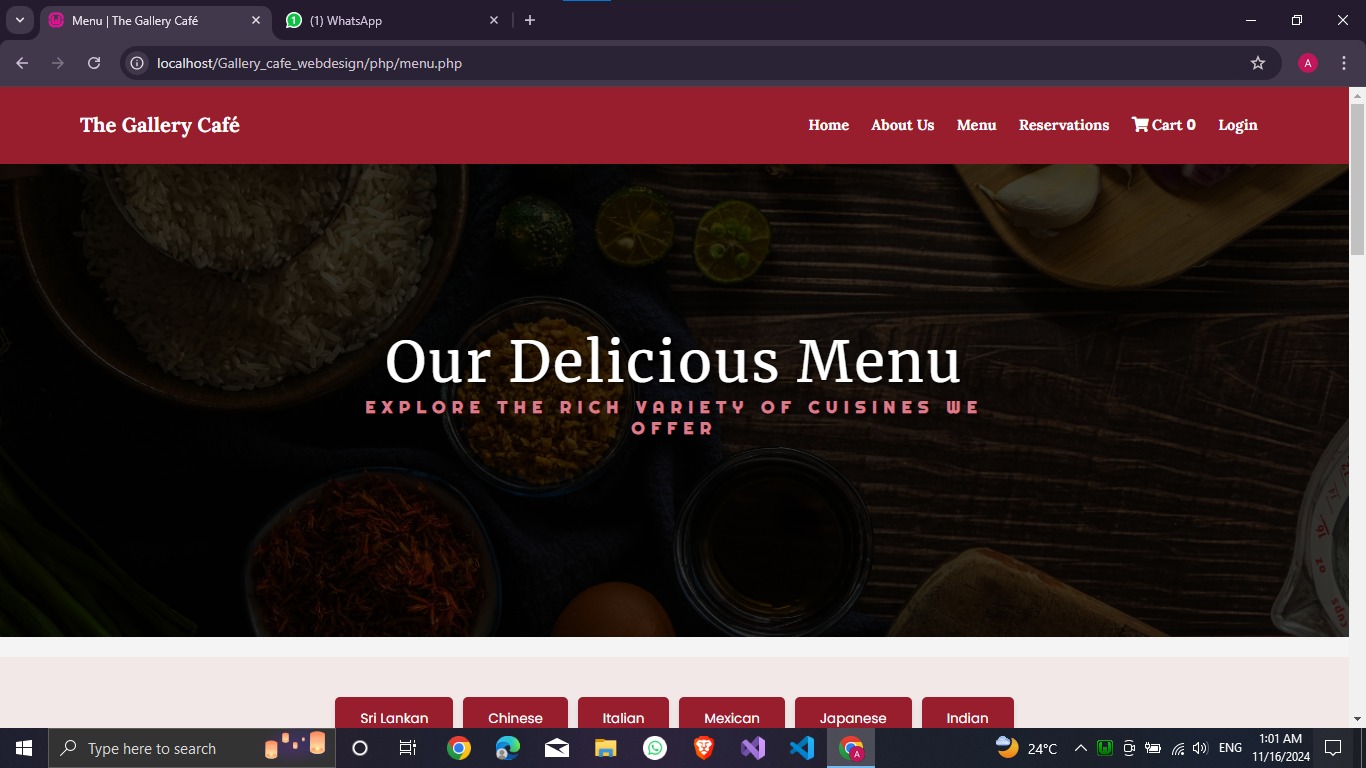 Menu | The Gallery Café
(1) WhatsApp
localhost/Gallery_cafe_webdesign/php/menu.php
A
The Gallery Café
Home About Us Menu Reservations Cart 0 Login
Our Delicious Menu
EXPLORE THE RICH VARIETY OF CUISINES WE
OFFER
Sri Lankan Chinese Italian Mexican Japanese Indian
Type here to search
24°C
ENG
1:01 AM
11/16/2024